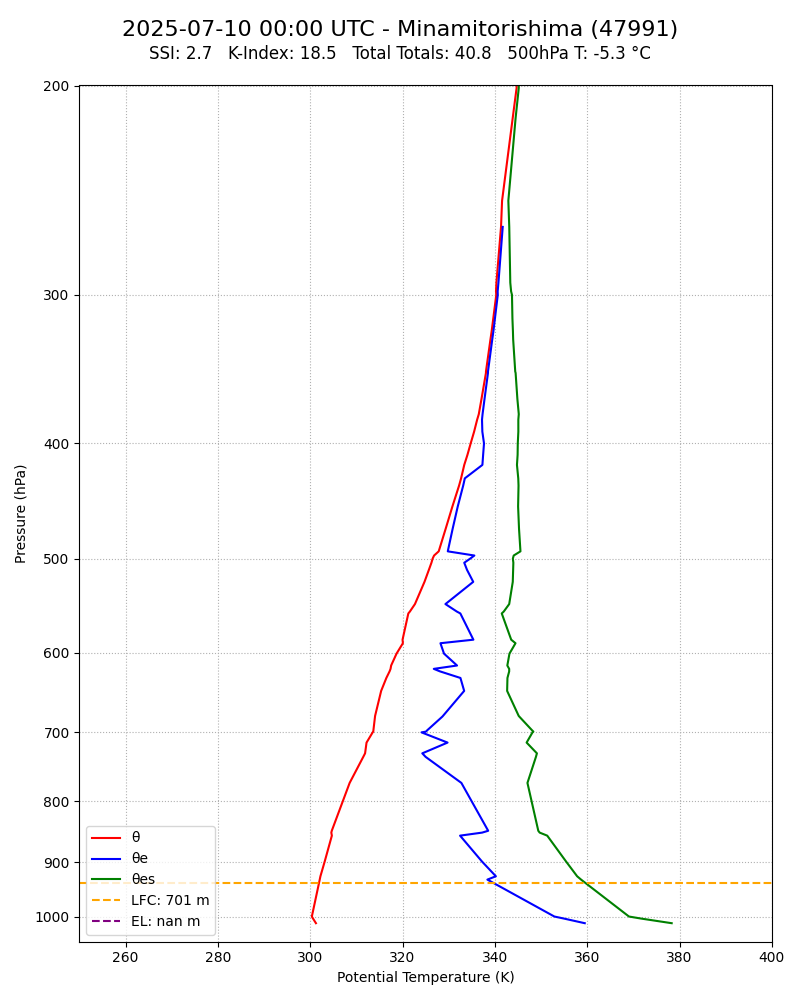 2025-07-10 00:00 UTC - Minamitorishima (47991)
SSI: 2.7   K-Index: 18.5   Total Totals: 40.8   500hPa T: -5.3 °C
200
300
400
500
600
700
800
900
1000
Pressure (hPa)
θ
θe
θes
LFC: 701 m
EL: nan m
260 280 300 320 340 360 380 400
Potential Temperature (K)